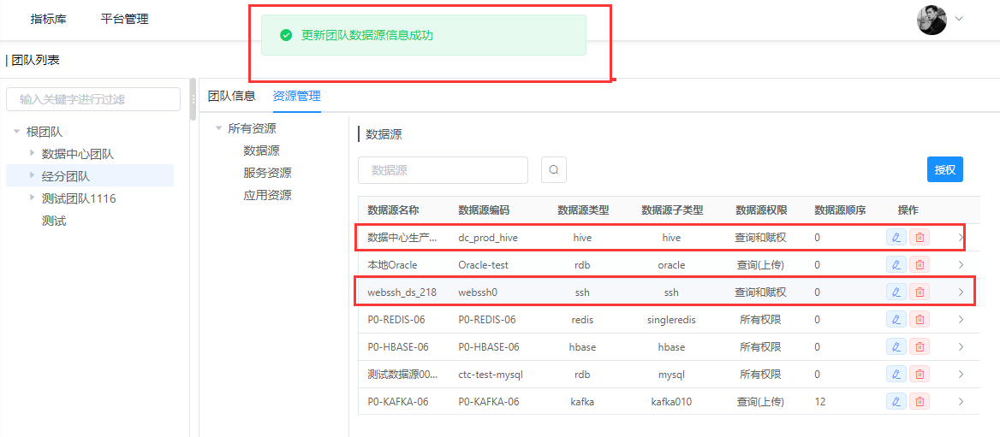 指标库 平台管理
更新团队数据源信息成功
| 团队列表
输入关键字进行过滤
根团队
数据中心团队
经分团队
测试团队1116
测试
团队信息 资源管理
所有资源
数据源
服务资源
应用资源
数据源
数据源
授权
数据源名称 数据源编码 数据源类型 数据源子类型 数据源权限 数据源顺序 操作
数据中心生产... dc_prod_hive hive hive 查询和赋权 0
本地Oracle Oracle-test rdb oracle 查询(上传) 0
webssh_ds_218 webssh0 ssh ssh 查询和赋权 0
P0-REDIS-06 P0-REDIS-06 redis singleredis 所有权限 0
P0-HBASE-06 P0-HBASE-06 hbase hbase 所有权限 0
测试数据源00... ctc-test-mysql rdb mysql 所有权限 0
P0-KAFKA-06 P0-KAFKA-06 kafka kafka010 查询(上传) 12